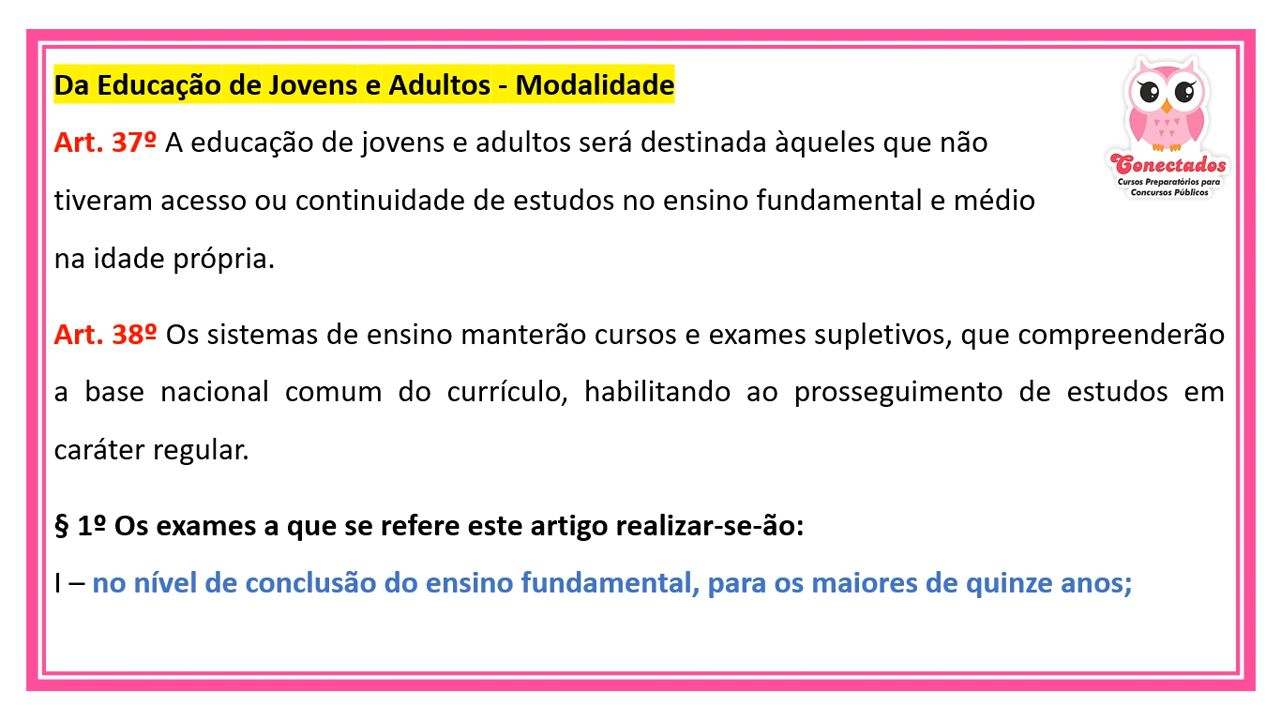 Da Educação de Jovens e Adultos - Modalidade
Art. 37º A educação de jovens e adultos será destinada àqueles que não
tiveram acesso ou continuidade de estudos no ensino fundamental e médio
na idade própria.
Conectados
Cursos Preparatórios para
Concursos Públicos
Art. 38º Os sistemas de ensino manterão cursos e exames supletivos, que compreenderão
a base nacional comum do currículo, habilitando ao prosseguimento de estudos em
caráter regular.
§ 1º Os exames a que se refere este artigo realizar-se-ão:
I – no nível de conclusão do ensino fundamental, para os maiores de quinze anos;